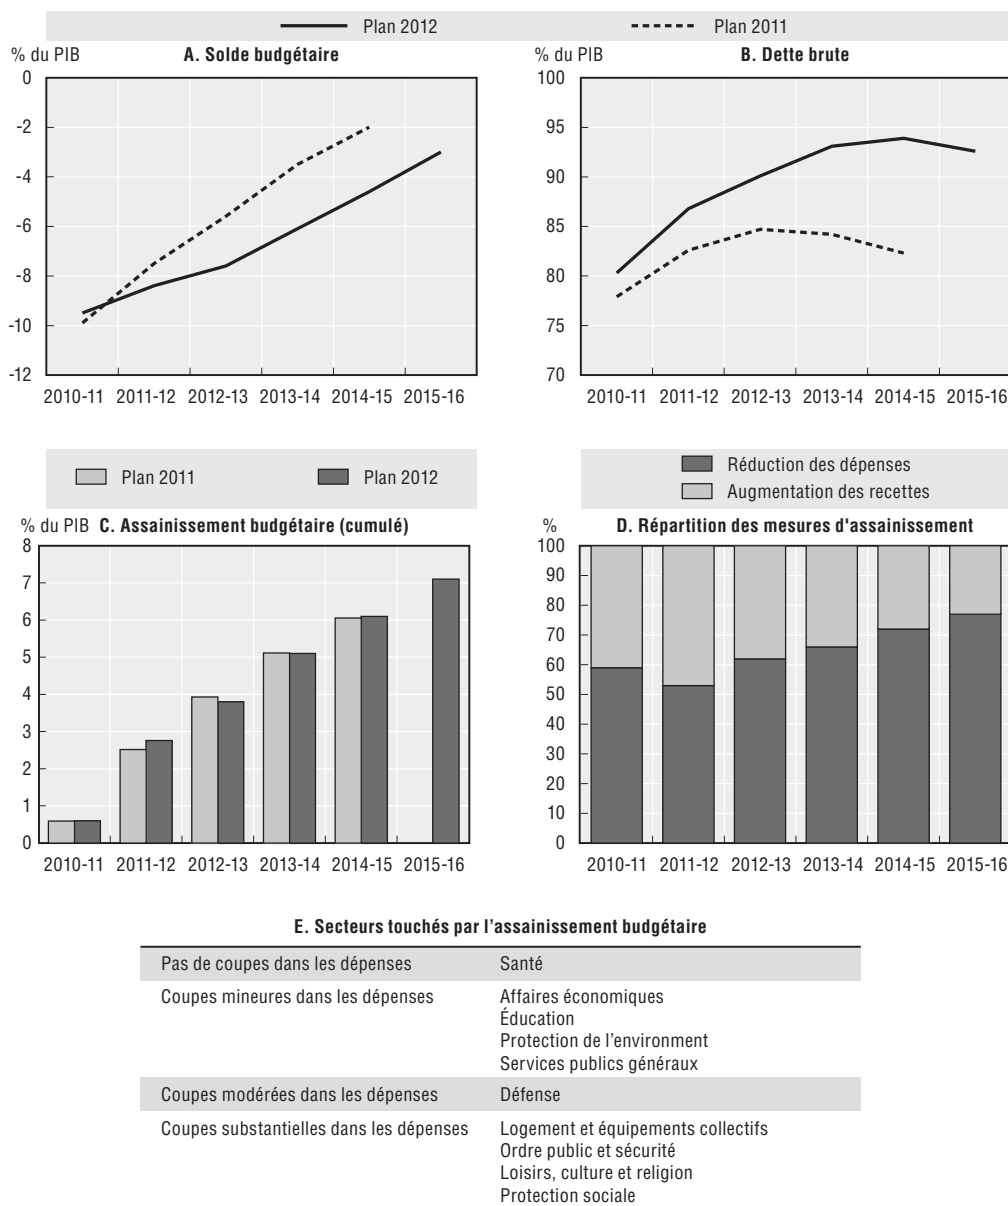 Plan 2012 Plan 2011
% du PIB A. Solde budgétaire
0
-2
-4
-6
-8
-10
-12
2010-11 2011-12 2012-13 2013-14 2014-15 2015-16
% du PIB B. Dette brute
100
95
90
85
80
75
70
2010-11 2011-12 2012-13 2013-14 2014-15 2015-16
Plan 2011 Plan 2012
% du PIB C. Assainissement budgétaire (cumulé)
8
7
6
5
4
3
2
1
0
2010-11 2011-12 2012-13 2013-14 2014-15 2015-16
Réduction des dépenses
Augmentation des recettes
% D. Répartition des mesures d'assainissement
100
90
80
70
60
50
40
30
20
10
0
2010-11 2011-12 2012-13 2013-14 2014-15 2015-16
E. Secteurs touchés par l'assainissement budgétaire
Pas de coupes dans les dépenses Santé
Coupes mineures dans les dépenses Affaires économiques
Éducation
Protection de l'environment
Services publics généraux
Coupes modérées dans les dépenses Défense
Coupes substantielles dans les dépenses Logement et équipements collectifs
Ordre public et sécurité
Loisirs, culture et religion
Protection sociale